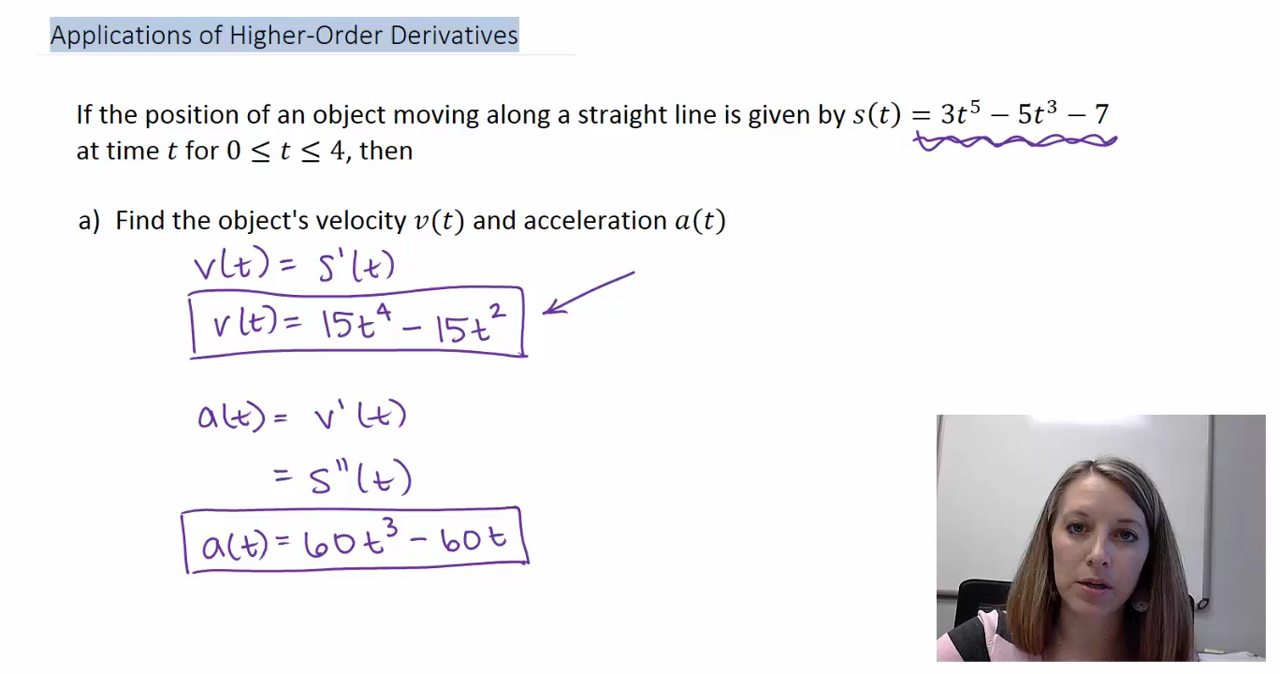 Applications of Higher-Order Derivatives
If the position of an object moving along a straight line is given by s(t) = 3t⁵ − 5t³ − 7
at time t for 0 ≤ t ≤ 4, then
a) Find the object's velocity v(t) and acceleration a(t)
v(t) = s'(t)
v(t) = 15t⁴ − 15t²
a(t) = v'(t)
= s''(t)
a(t) = 60t³ − 60t